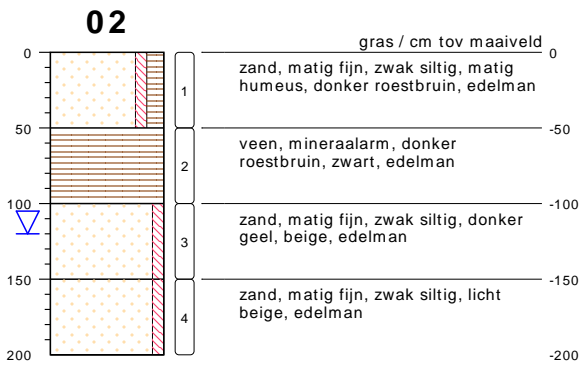 02
gras / cm tov maaiveld
0
0
zand, matig fijn, zwak siltig, matig
humeus, donker roestbruin, edelman
1
50
-50
veen, mineraalarm, donker
roestbruin, zwart, edelman
2
100
-100
zand, matig fijn, zwak siltig, donker
geel, beige, edelman
3
150
-150
zand, matig fijn, zwak siltig, licht
beige, edelman
4
200
-200